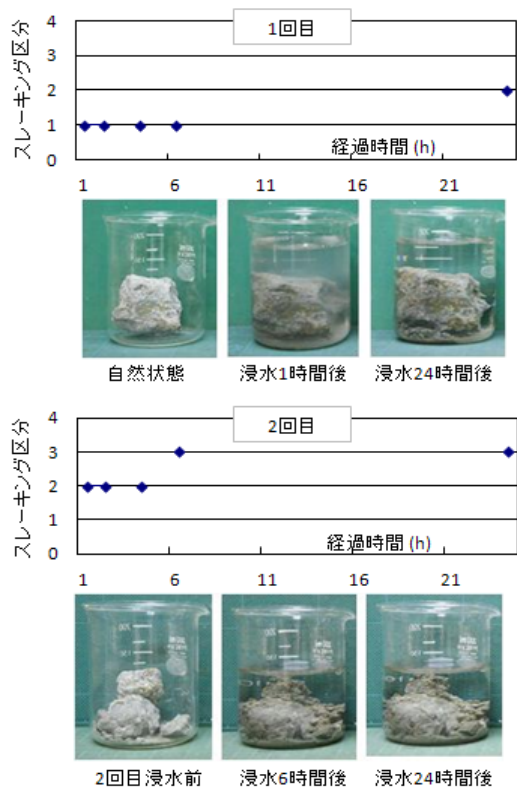 1回目
スレーキング区分
4
3
2
1
0
経過時間 (h)
1 6 11 16 21
自然状態 浸水1時間後 浸水24時間後
2回目
スレーキング区分
4
3
2
1
0
経過時間 (h)
1 6 11 16 21
2回目浸水前 浸水6時間後 浸水24時間後